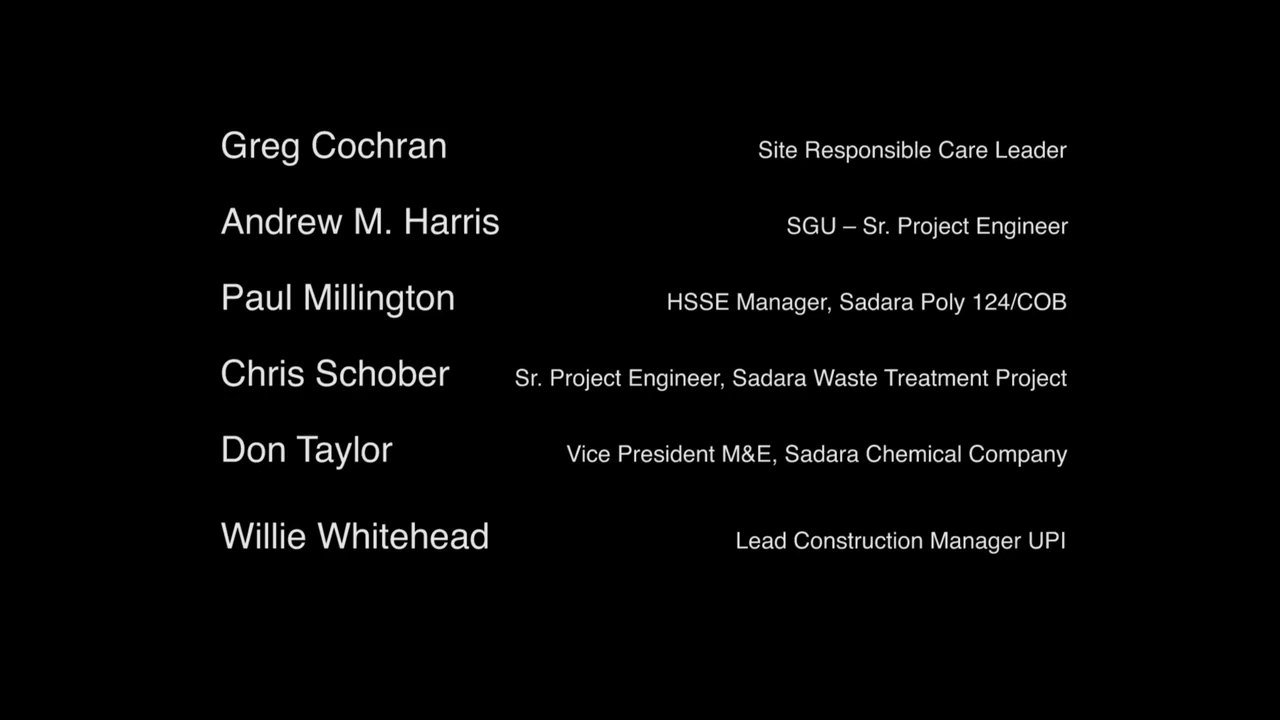 Greg Cochran Site Responsible Care Leader
Andrew M. Harris SGU – Sr. Project Engineer
Paul Millington HSSE Manager, Sadara Poly 124/COB
Chris Schober Sr. Project Engineer, Sadara Waste Treatment Project
Don Taylor Vice President M&E, Sadara Chemical Company
Willie Whitehead Lead Construction Manager UPI